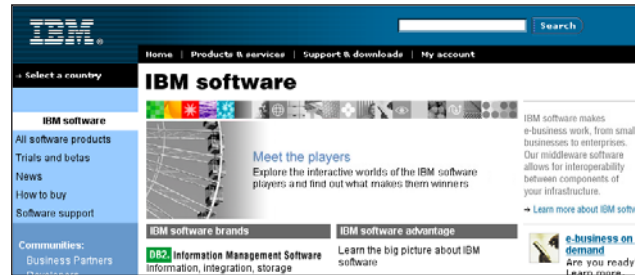 IBM®
Search
Home | Products & services | Support & downloads | My account
→ Select a country
IBM software
IBM software
All software products
Trials and betas
News
How to buy
Software support
Communities:
Business Partners
Developers
Meet the players
Explore the interactive worlds of the IBM software
players and find out what makes them winners
IBM software makes
e-business work, from small
businesses to enterprises.
Our middleware software
allows for interoperability
between components of
your infrastructure.
→ Learn more about IBM softw
IBM software brands
DB2. Information Management Software
Information, integration, storage
IBM software advantage
Learn the big picture about IBM
software
e-business on
demand
Are you ready
Learn more